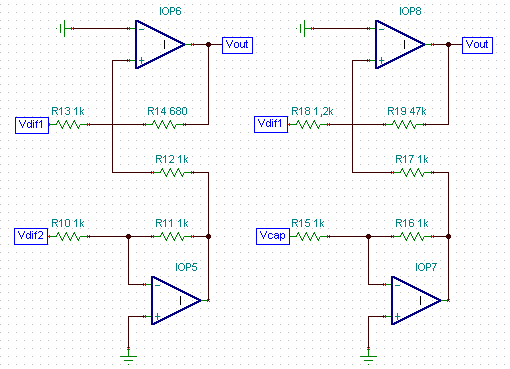 IOP6 IOP8
Vout Vout
R13 1k R14 680 R18 1,2k R19 47k
Vdif1 Vdif1
R12 1k R17 1k
R10 1k R11 1k R15 1k R16 1k
Vdif2 Vcap
IOP5 IOP7